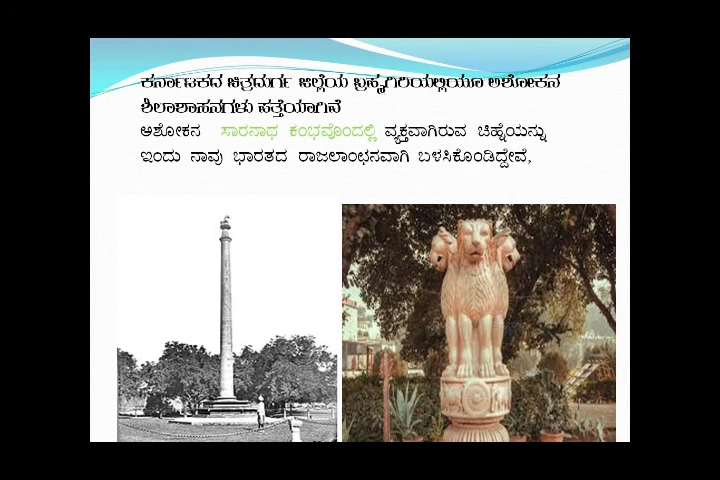 ಕರ್ನಾಟಕದ ಚಿತ್ರದುರ್ಗ ಜಿಲ್ಲೆಯ ಬ್ರಹ್ಮಗಿರಿಯಲ್ಲಿಯೂ ಅಶೋಕನ
ಶಿಲಾಶಾಸನಗಳು ಪತ್ತೆಯಾಗಿವೆ
ಆಶೋಕನ ಸಾರನಾಥ ಕಂಭವೊಂದಲ್ಲಿ ವ್ಯಕ್ತವಾಗಿರುವ ಚಿಹ್ನೆಯನ್ನು
ಇಂದು ನಾವು ಭಾರತದ ರಾಜಲಾಂಛನವಾಗಿ ಬಳಸಿಕೊಂಡಿದ್ದೇವೆ,